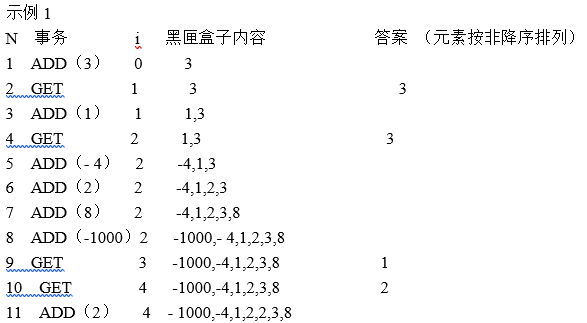 示例 1
N 事务 i 黑匣盒子内容 答案 （元素按非降序排列）
1 ADD（3） 0 3
2 GET 1 3 3
3 ADD（1） 1 1,3
4 GET 2 1,3 3
5 ADD（- 4） 2 -4,1,3
6 ADD（2） 2 -4,1,2,3
7 ADD（8） 2 -4,1,2,3,8
8 ADD（-1000）2 -1000,- 4,1,2,3,8
9 GET 3 -1000,-4,1,2,3,8 1
10 GET 4 -1000,-4,1,2,3,8 2
11 ADD（2） 4 - 1000,-4,1,2,2,3,8